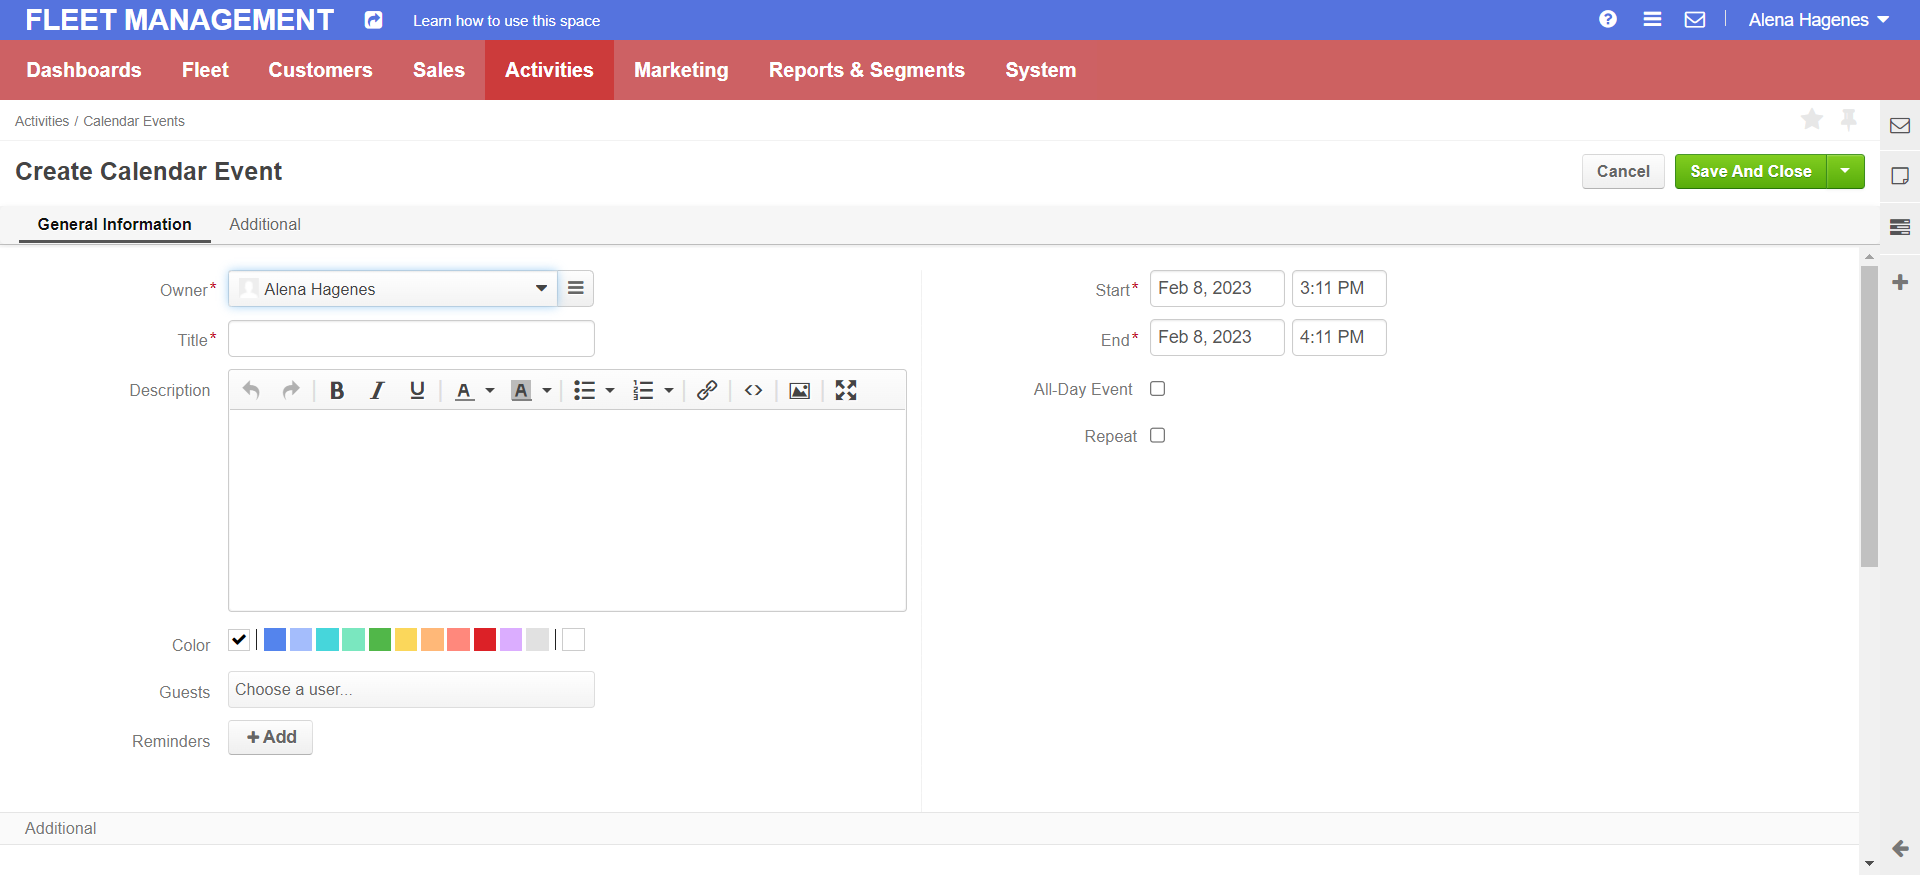 FLEET MANAGEMENT Learn how to use this space Alena Hagenes
Dashboards Fleet Customers Sales Activities Marketing Reports & Segments System
Activities / Calendar Events
Create Calendar Event Cancel Save And Close
General Information Additional
Owner* Alena Hagenes
Start* Feb 8, 2023 3:11 PM
Title*
End* Feb 8, 2023 4:11 PM
Description
All-Day Event
Repeat
Color
Guests Choose a user...
Reminders + Add
Additional